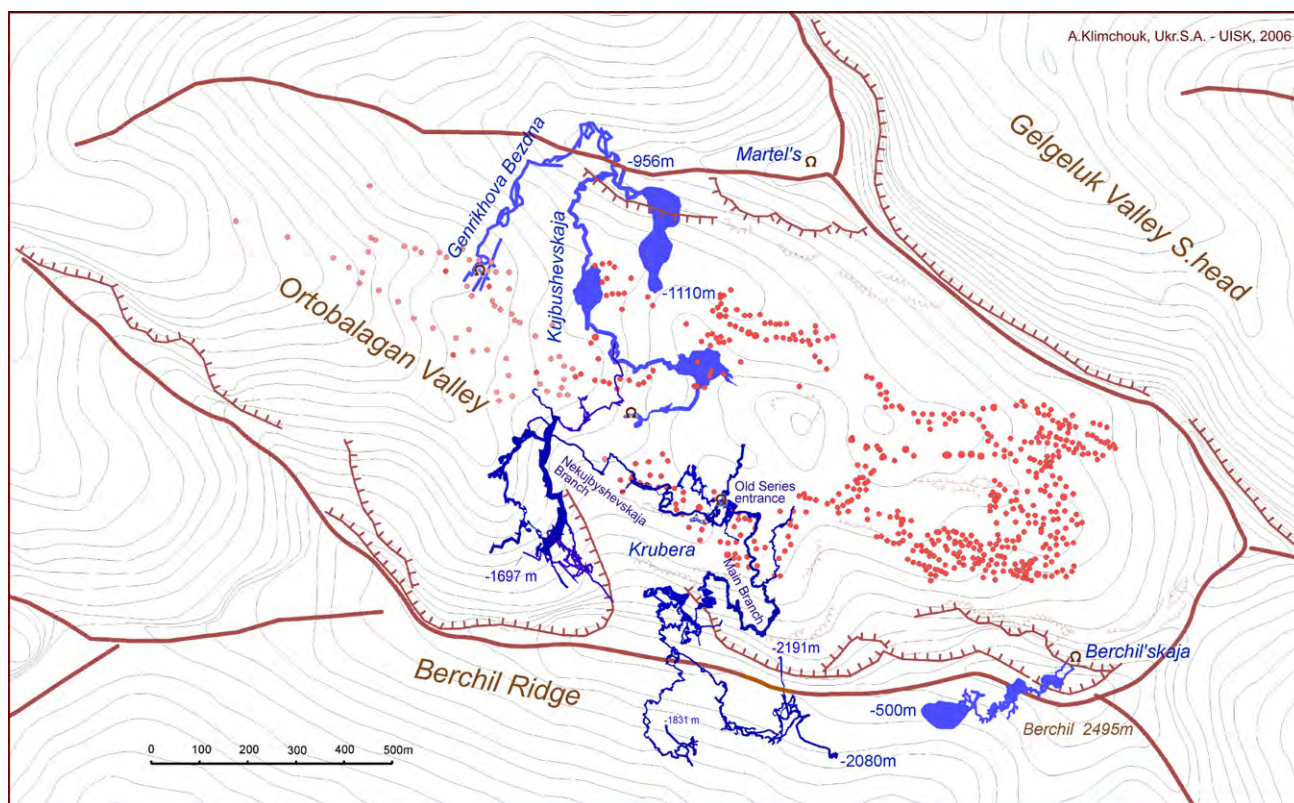 A.Klimchouk, Ukr.S.A. - UISK, 2006
Gelgeluk Valley S.head
Martel's
-956m
Genrikhova Bezdna
Kujbushevskaja
-1110m
Ortobalagan Valley
Nekujbyshevskaja
Branch
Old Series
entrance
Krubera
Main Branch
-1697 m
-2191m
Berchil'skaja
Berchil Ridge
-500m
-1831 m
Berchil 2495m
-2080m
0 100 200 300 400 500m